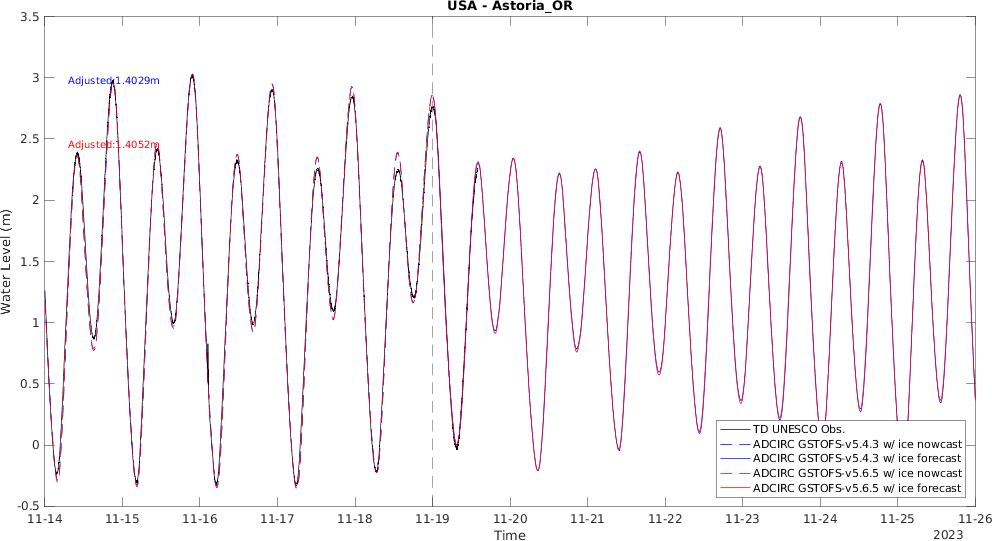 USA - Astoria_OR
3.5
3
2.5
2
1.5
1
0.5
0
-0.5
Water Level (m)
Adjusted:1.4029m
Adjusted:1.4052m
TD UNESCO Obs.
ADCIRC GSTOFS-v5.4.3 w/ ice nowcast
ADCIRC GSTOFS-v5.4.3 w/ ice forecast
ADCIRC GSTOFS-v5.6.5 w/ ice nowcast
ADCIRC GSTOFS-v5.6.5 w/ ice forecast
11-14 11-15 11-16 11-17 11-18 11-19 11-20 11-21 11-22 11-23 11-24 11-25 11-26
Time
2023